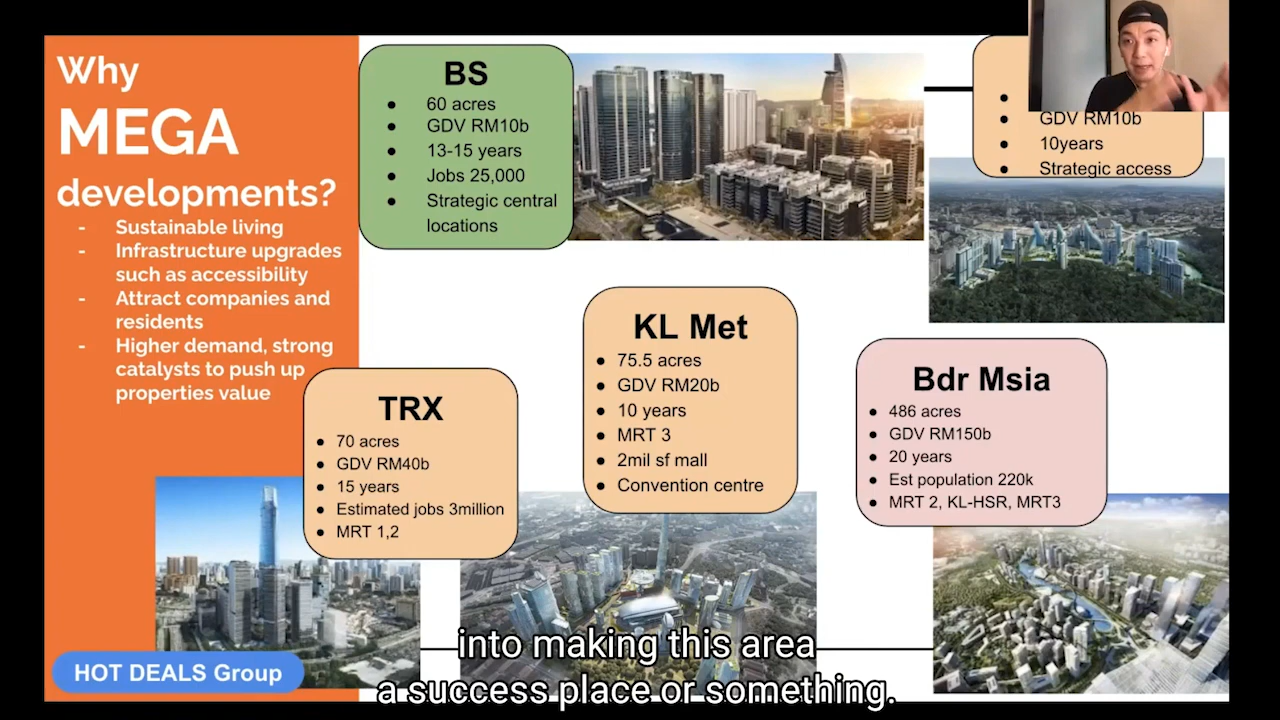 Why
MEGA
developments?
- Sustainable living
- Infrastructure upgrades
such as accessibility
- Attract companies and
residents
- Higher demand, strong
catalysts to push up
properties value
BS
● 60 acres
● GDV RM10b
● 13-15 years
● Jobs 25,000
● Strategic central
locations
● GDV RM10b
● 10years
● Strategic access
KL Met
● 75.5 acres
● GDV RM20b
● 10 years
● MRT 3
● 2mil sf mall
● Convention centre
Bdr Msia
● 486 acres
● GDV RM150b
● 20 years
● Est population 220k
● MRT 2, KL-HSR, MRT3
TRX
● 70 acres
● GDV RM40b
● 15 years
● Estimated jobs 3million
● MRT 1,2
HOT DEALS Group
into making this area
a success place or something.